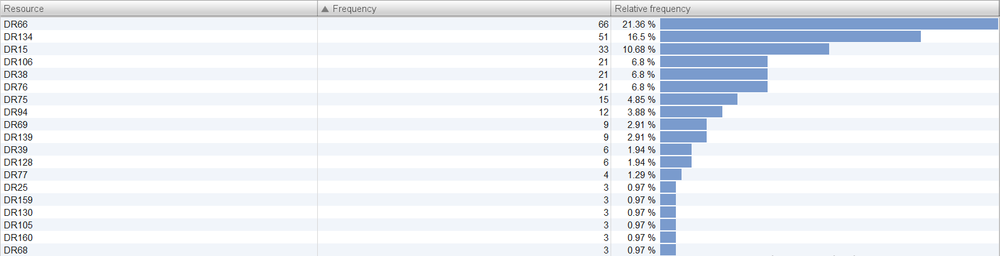 Resource Frequency Relative frequency
DR66 66 21.36 %
DR134 51 16.5 %
DR15 33 10.68 %
DR106 21 6.8 %
DR38 21 6.8 %
DR76 21 6.8 %
DR75 15 4.85 %
DR94 12 3.88 %
DR69 9 2.91 %
DR139 9 2.91 %
DR39 6 1.94 %
DR128 6 1.94 %
DR77 4 1.29 %
DR25 3 0.97 %
DR159 3 0.97 %
DR130 3 0.97 %
DR105 3 0.97 %
DR160 3 0.97 %
DR68 3 0.97 %